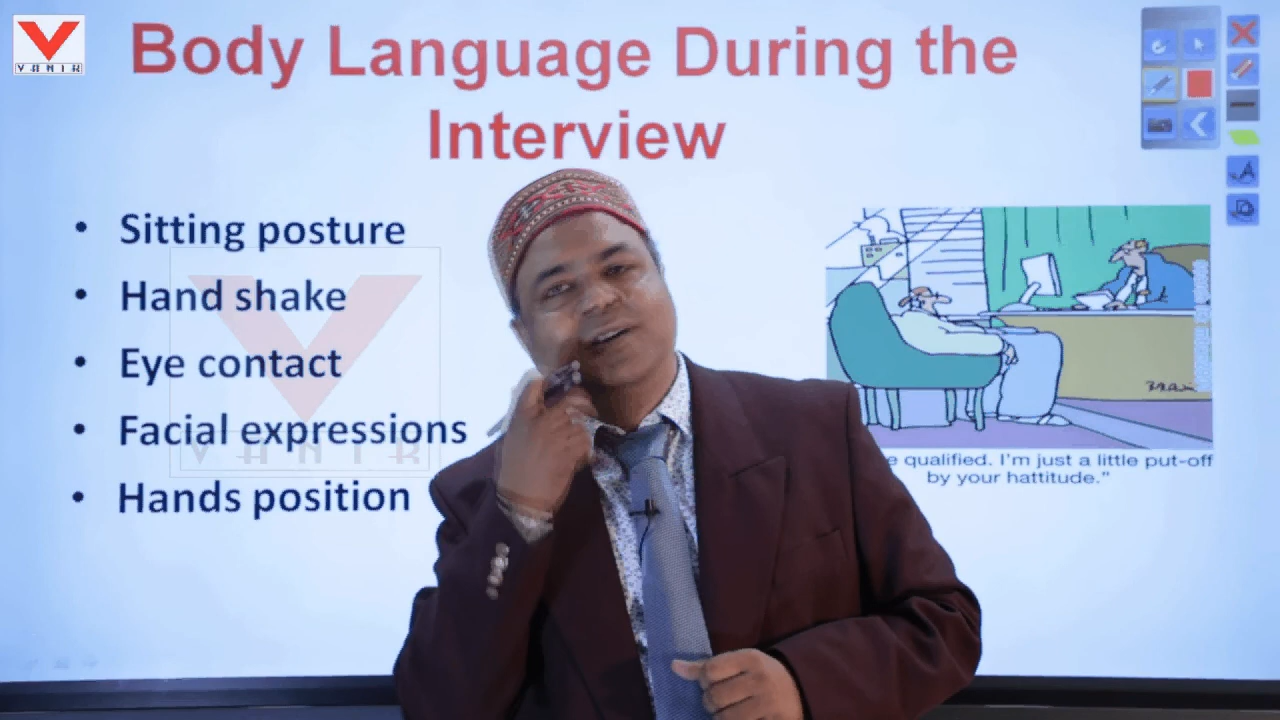 VANIK
Body Language During the
Interview
• Sitting posture
• Hand shake
• Eye contact
• Facial expressions
• Hands position
VANIK
qualified. I'm just a little put-off
by your hattitude."